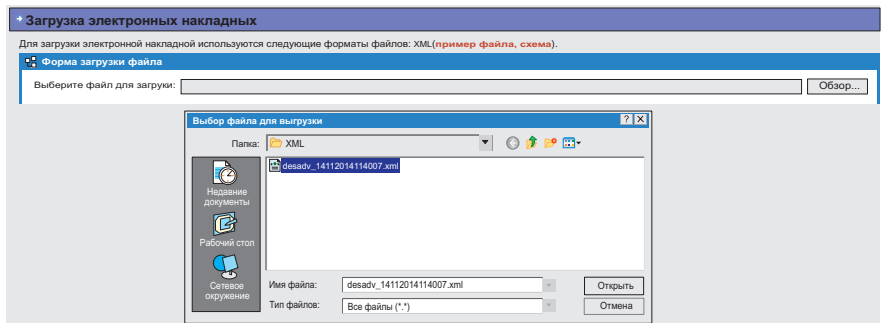 Загрузка электронных накладных
Для загрузки электронной накладной используются следующие форматы файлов: XML(пример файла, схема).
Форма загрузки файла
Выберите файл для загруки:
Обзор...
Выбор файла для выгрузки
Папка: XML
desadv_14112014114007.xml
Недавние
документы
Рабочий стол
Сетевое
окружение
Имя файла: desadv_14112014114007.xml
Открыть
Тип файлов: Все файлы (*.*)
Отмена